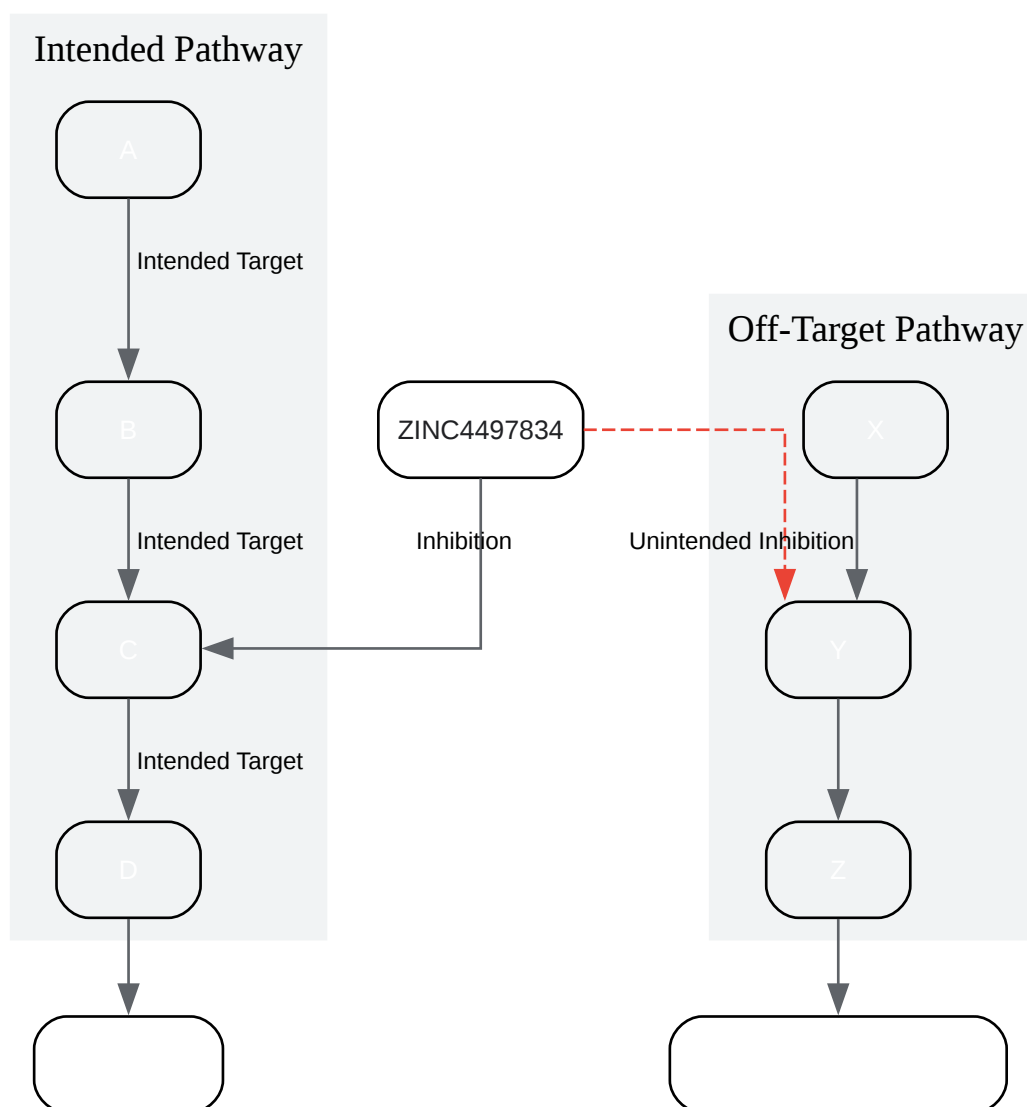 Intended Pathway
A
Intended Target
Off-Target Pathway
B
ZINC4497834
X
Intended Target
Inhibition
Unintended Inhibition
C
Y
Intended Target
D
Z